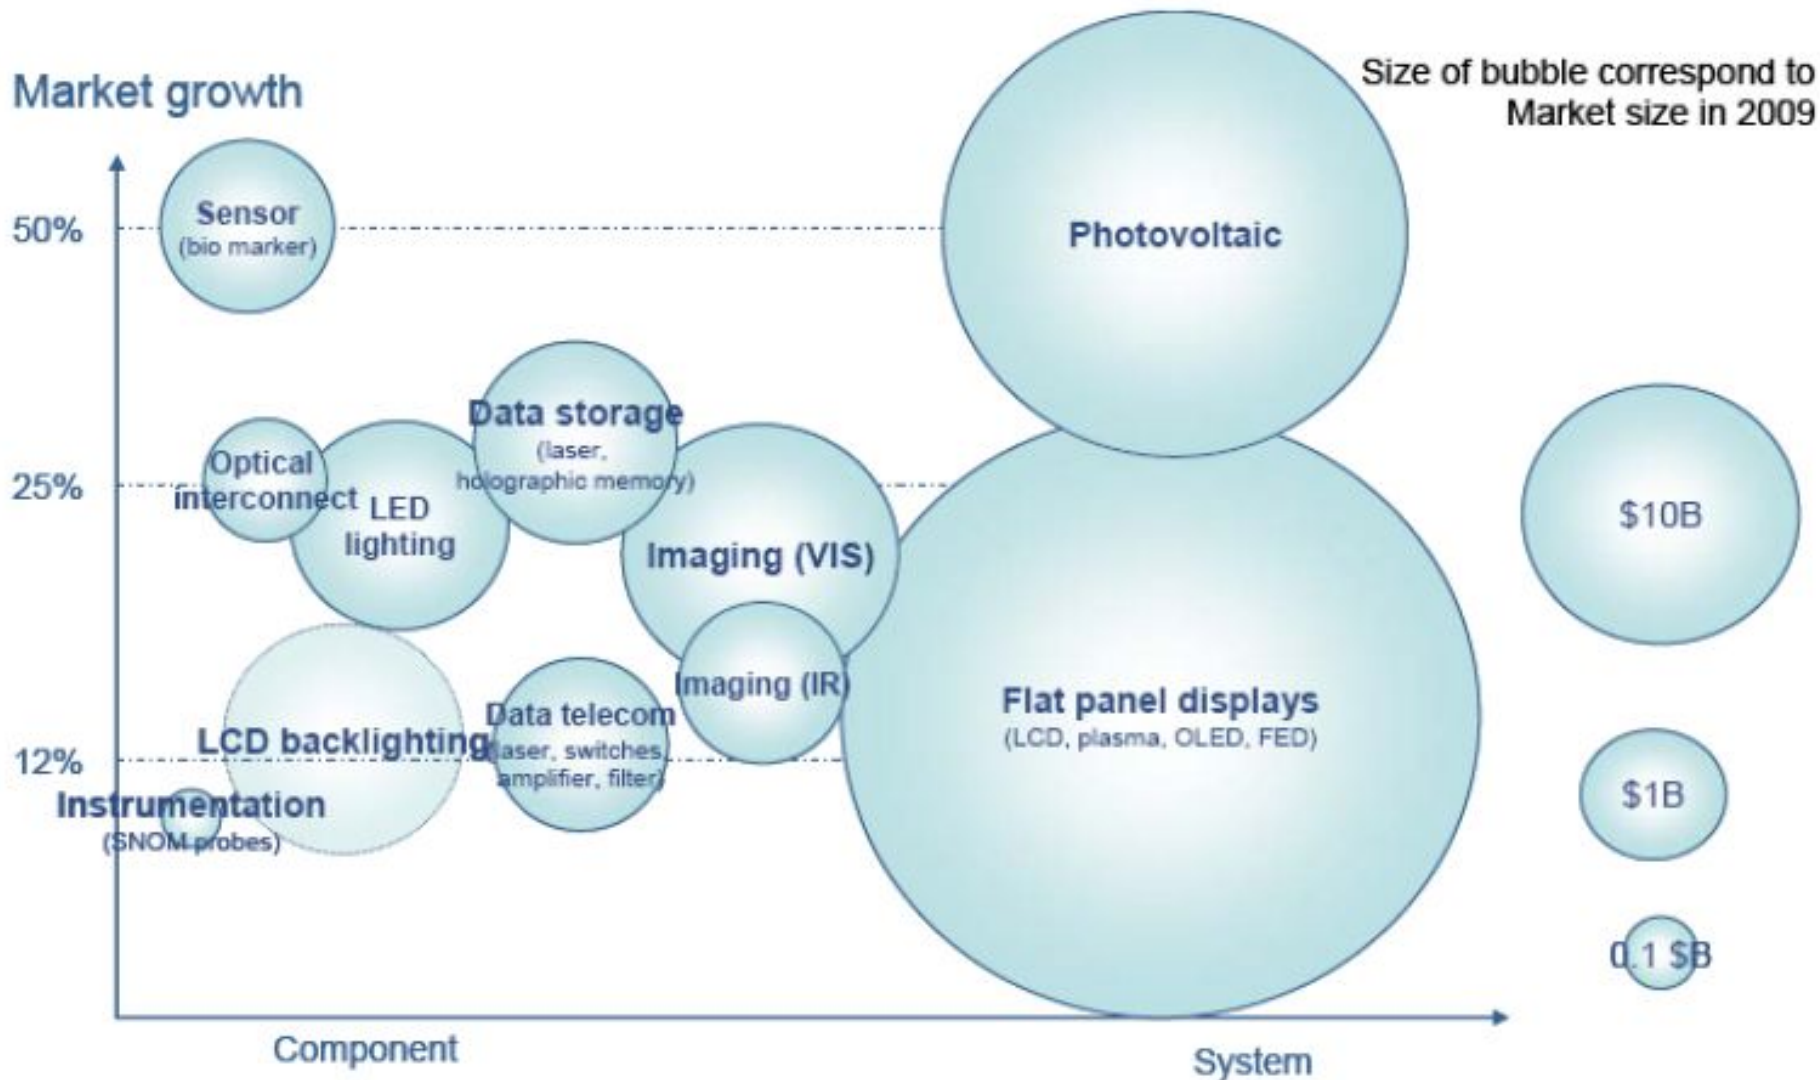 Size of bubble correspond to
Market size in 2009
Market growth
50%
Sensor
(bio marker)
Photovoltaic
25%
Optical
interconnect
LED
lighting
Data storage
(laser,
holographic memory)
Imaging (VIS)
Imaging (IR)
$10B
12%
LCD backlighting
Data telecom
(laser, switches,
amplifier, filter)
Flat panel displays
(LCD, plasma, OLED, FED)
$1B
Instrumentation
(SNOM probes)
0.1 $B
Component
System